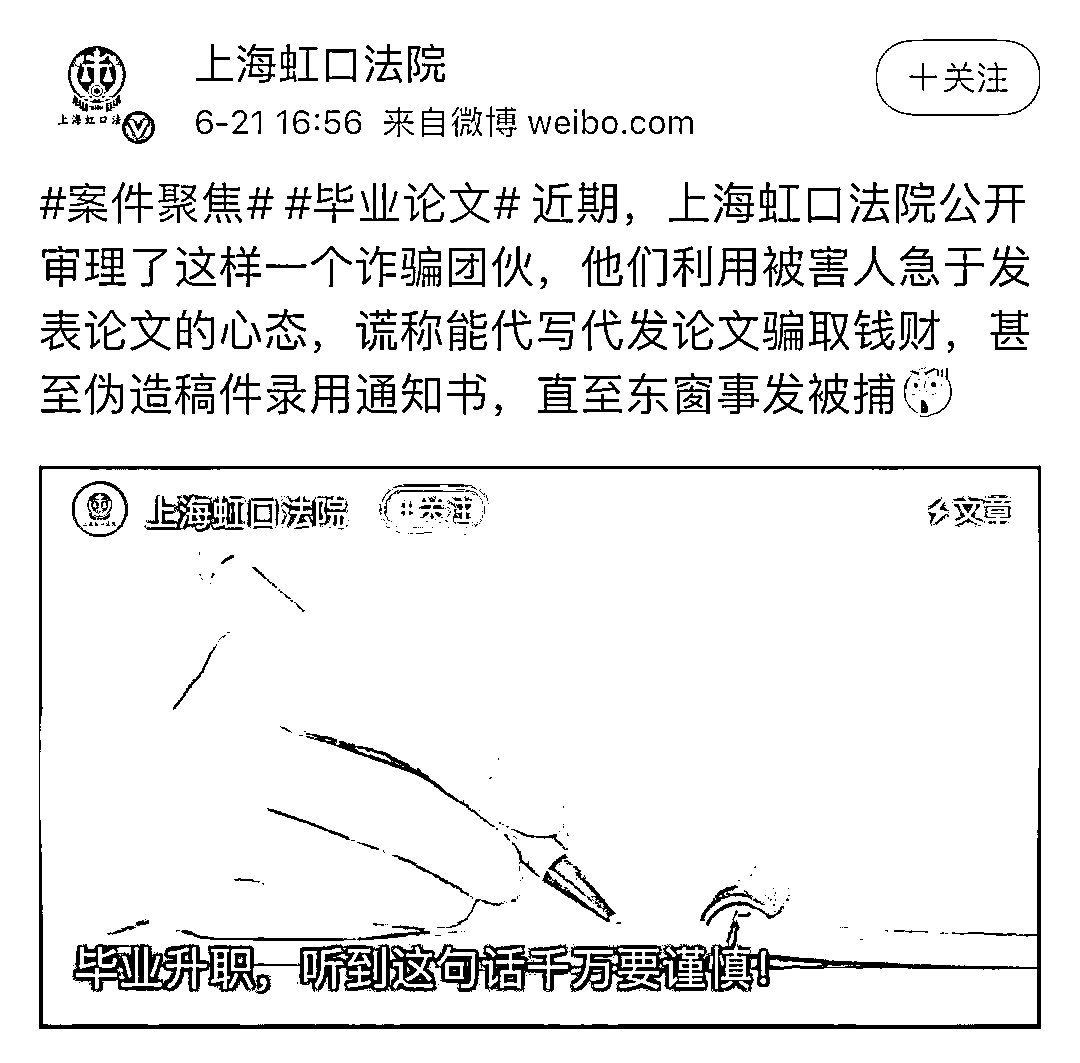 上海虹口法院
+关注
6-21 16:56 来自微博 weibo.com
上海虹口法
#案件聚焦# #毕业论文# 近期，上海虹口法院公开
审理了这样一个诈骗团伙，他们利用被害人急于发
表论文的心态，谎称能代写代发论文骗取钱财，甚
至伪造稿件录用通知书，直至东窗事发被捕
上海虹口法院
关注
文章
毕业升职，听到这句话千万要谨慎！